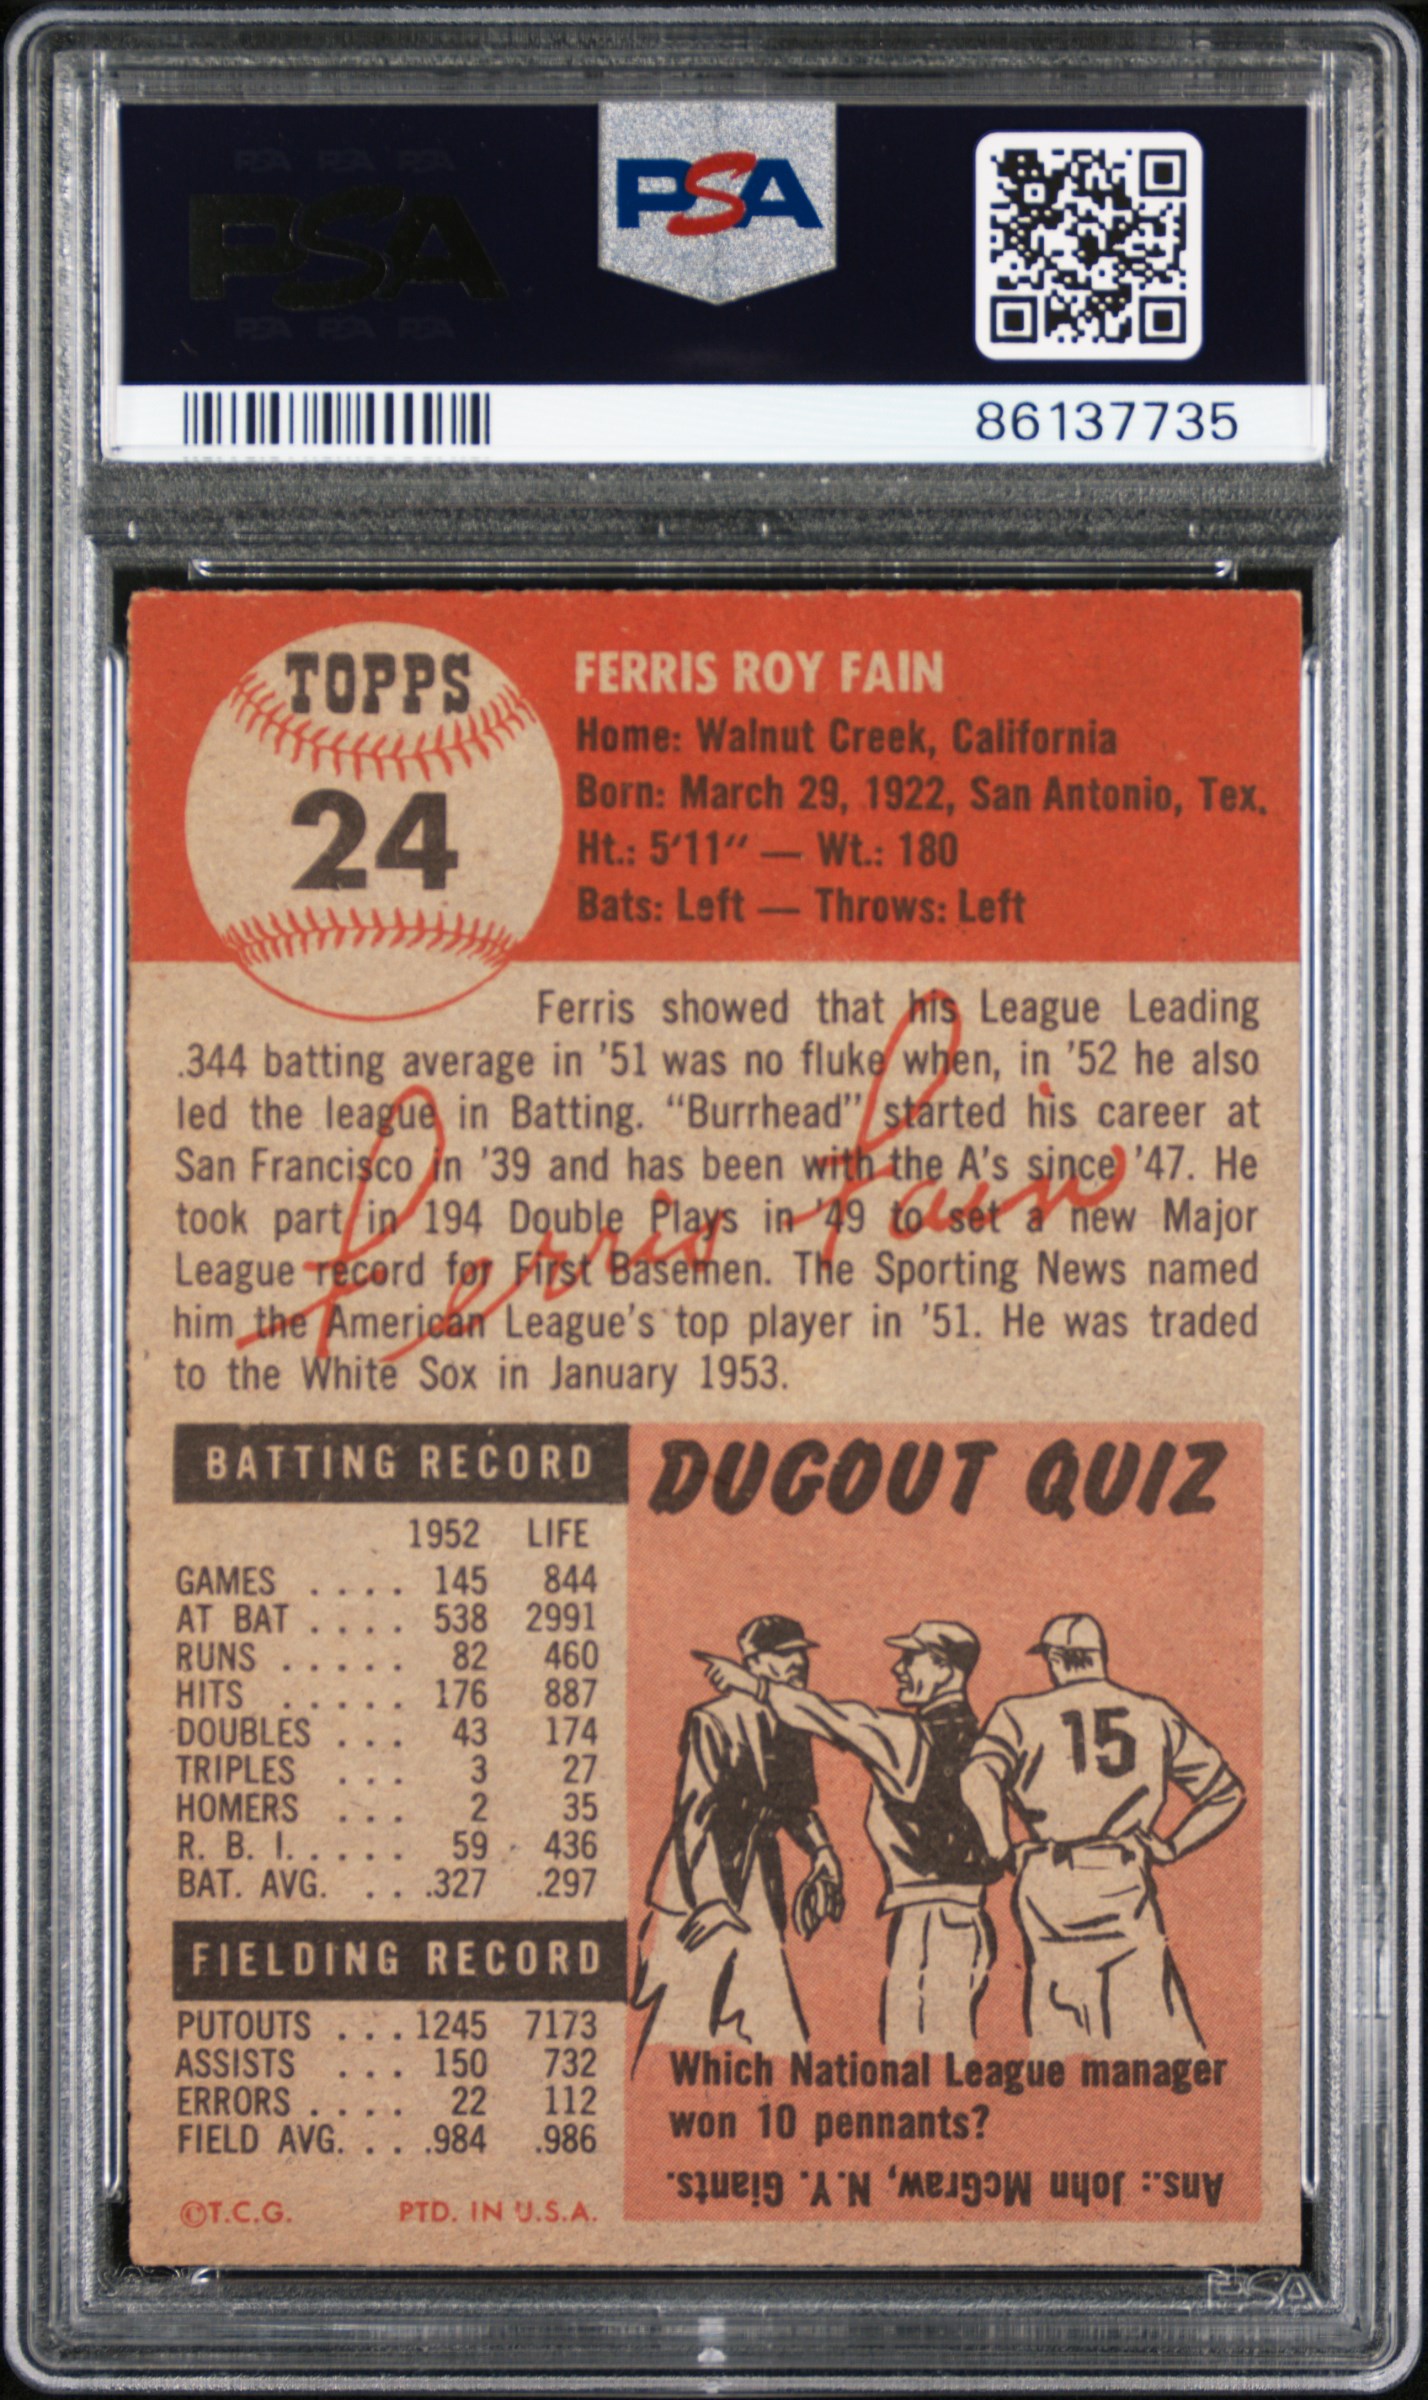 PSA PSA PSA
PSA
PSA PSA PSA
PSA
86137735
TOPPS
24
FERRIS ROY FAIN
Home: Walnut Creek, California
Born: March 29, 1922, San Antonio, Tex.
Ht.: 5'11" — Wt.: 180
Bats: Left — Throws: Left
Ferris showed that his League Leading
.344 batting average in '51 was no fluke when, in '52 he also
led the league in Batting. "Burrhead" started his career at
San Francisco in '39 and has been with the A's since '47. He
took part in 194 Double Plays in '49 to set a new Major
League record for First Basemen. The Sporting News named
him the American League's top player in '51. He was traded
to the White Sox in January 1953.
Ferris Fain
BATTING RECORD
1952 LIFE
GAMES .... 145 844
AT BAT .... 538 2991
RUNS ..... 82 460
HITS ..... 176 887
DOUBLES ... 43 174
TRIPLES ... 3 27
HOMERS ... 2 35
R. B. I. .... 59 436
BAT. AVG. ... .327 .297
FIELDING RECORD
PUTOUTS ... 1245 7173
ASSISTS ... 150 732
ERRORS .... 22 112
FIELD AVG. ... .984 .986
©T.C.G. PTD. IN U.S.A.
DUGOUT QUIZ
15
Which National League manager
won 10 pennants?
Ans.: John McGraw, N.Y. Giants.
PSA